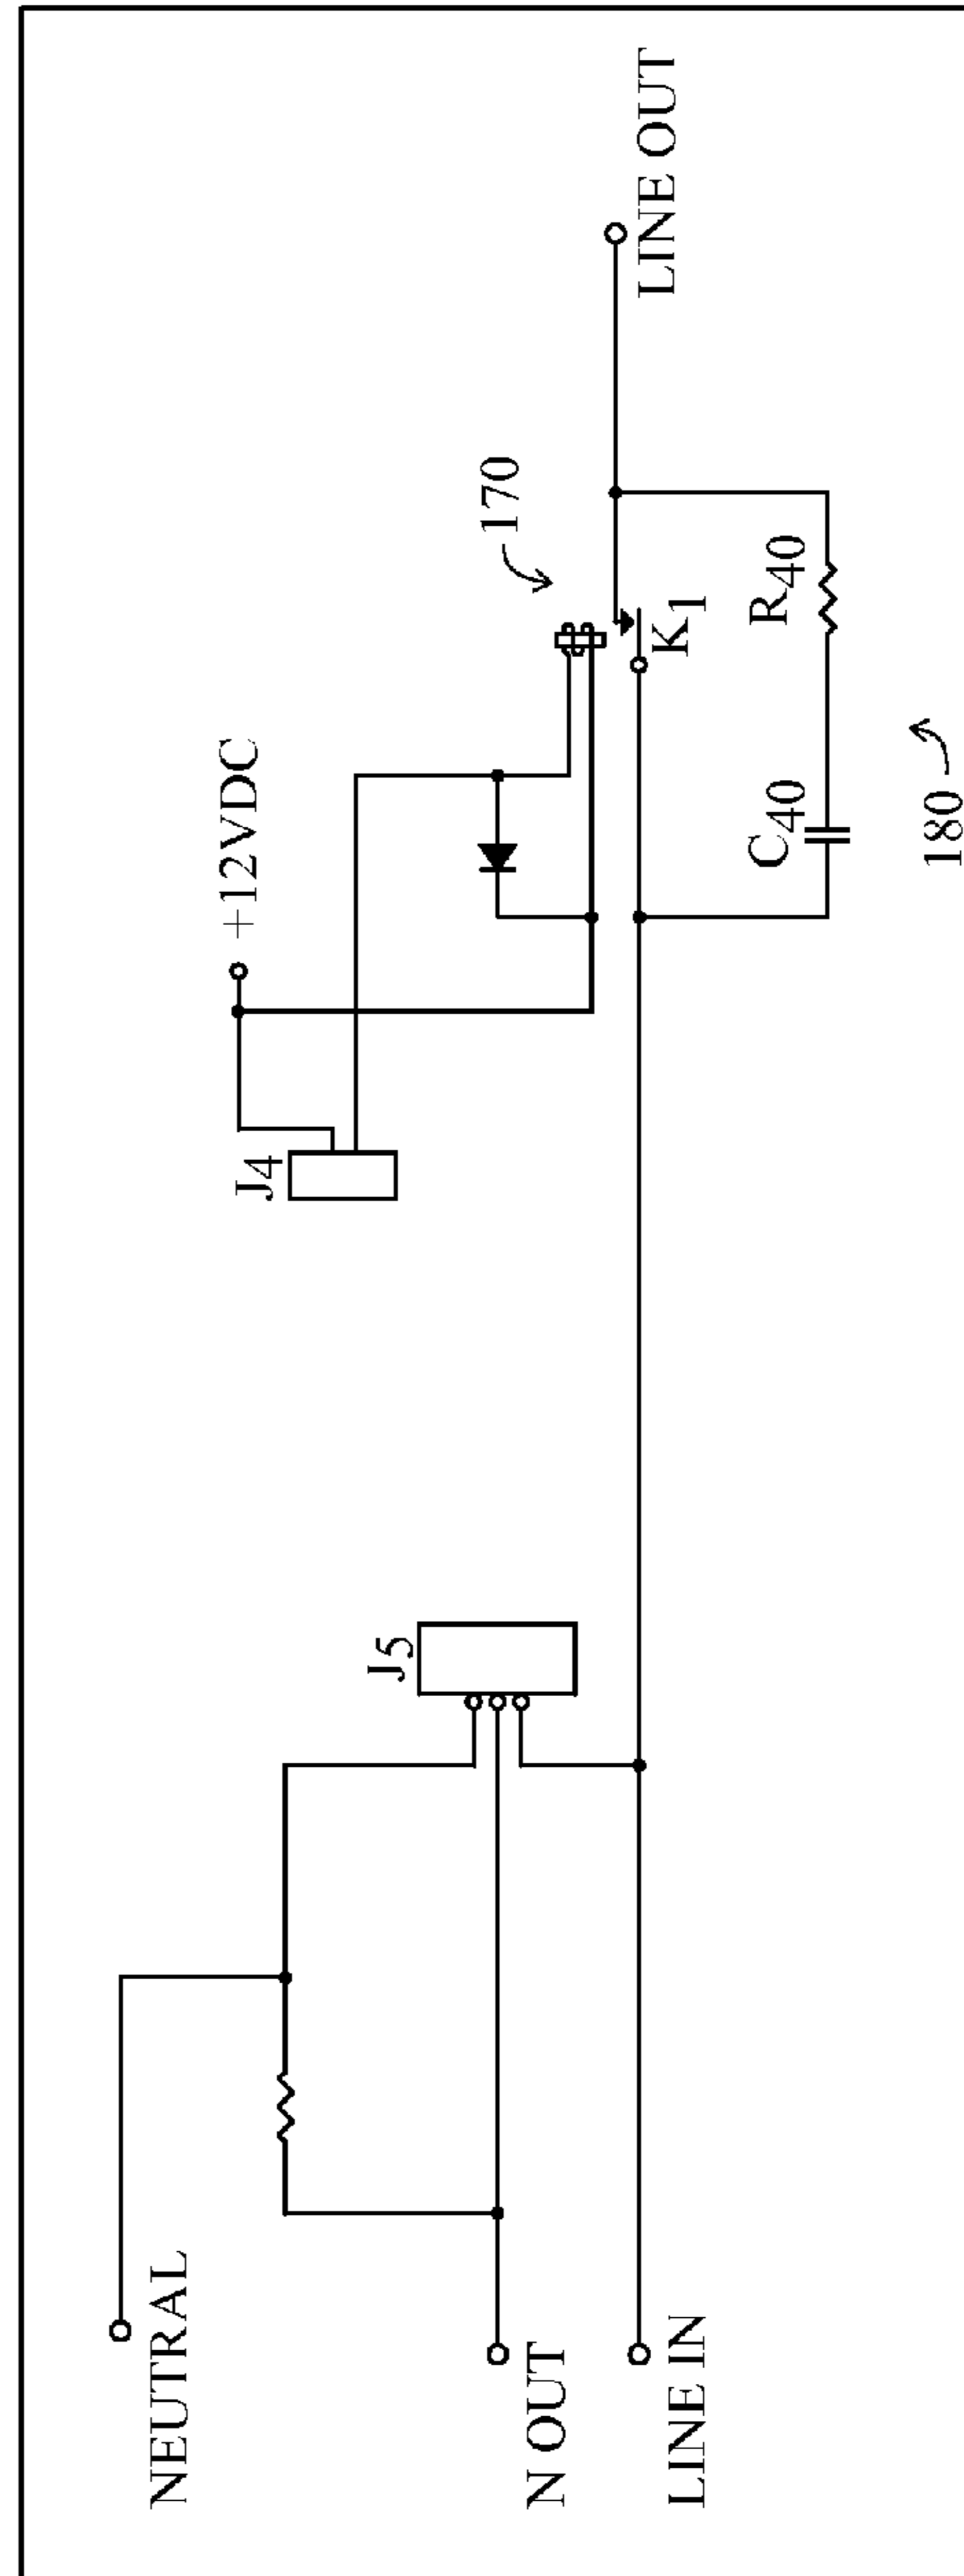 NEUTRAL
N OUT
LINE IN
J5
J4
+12VDC
170
K1
LINE OUT
C40
R40
180